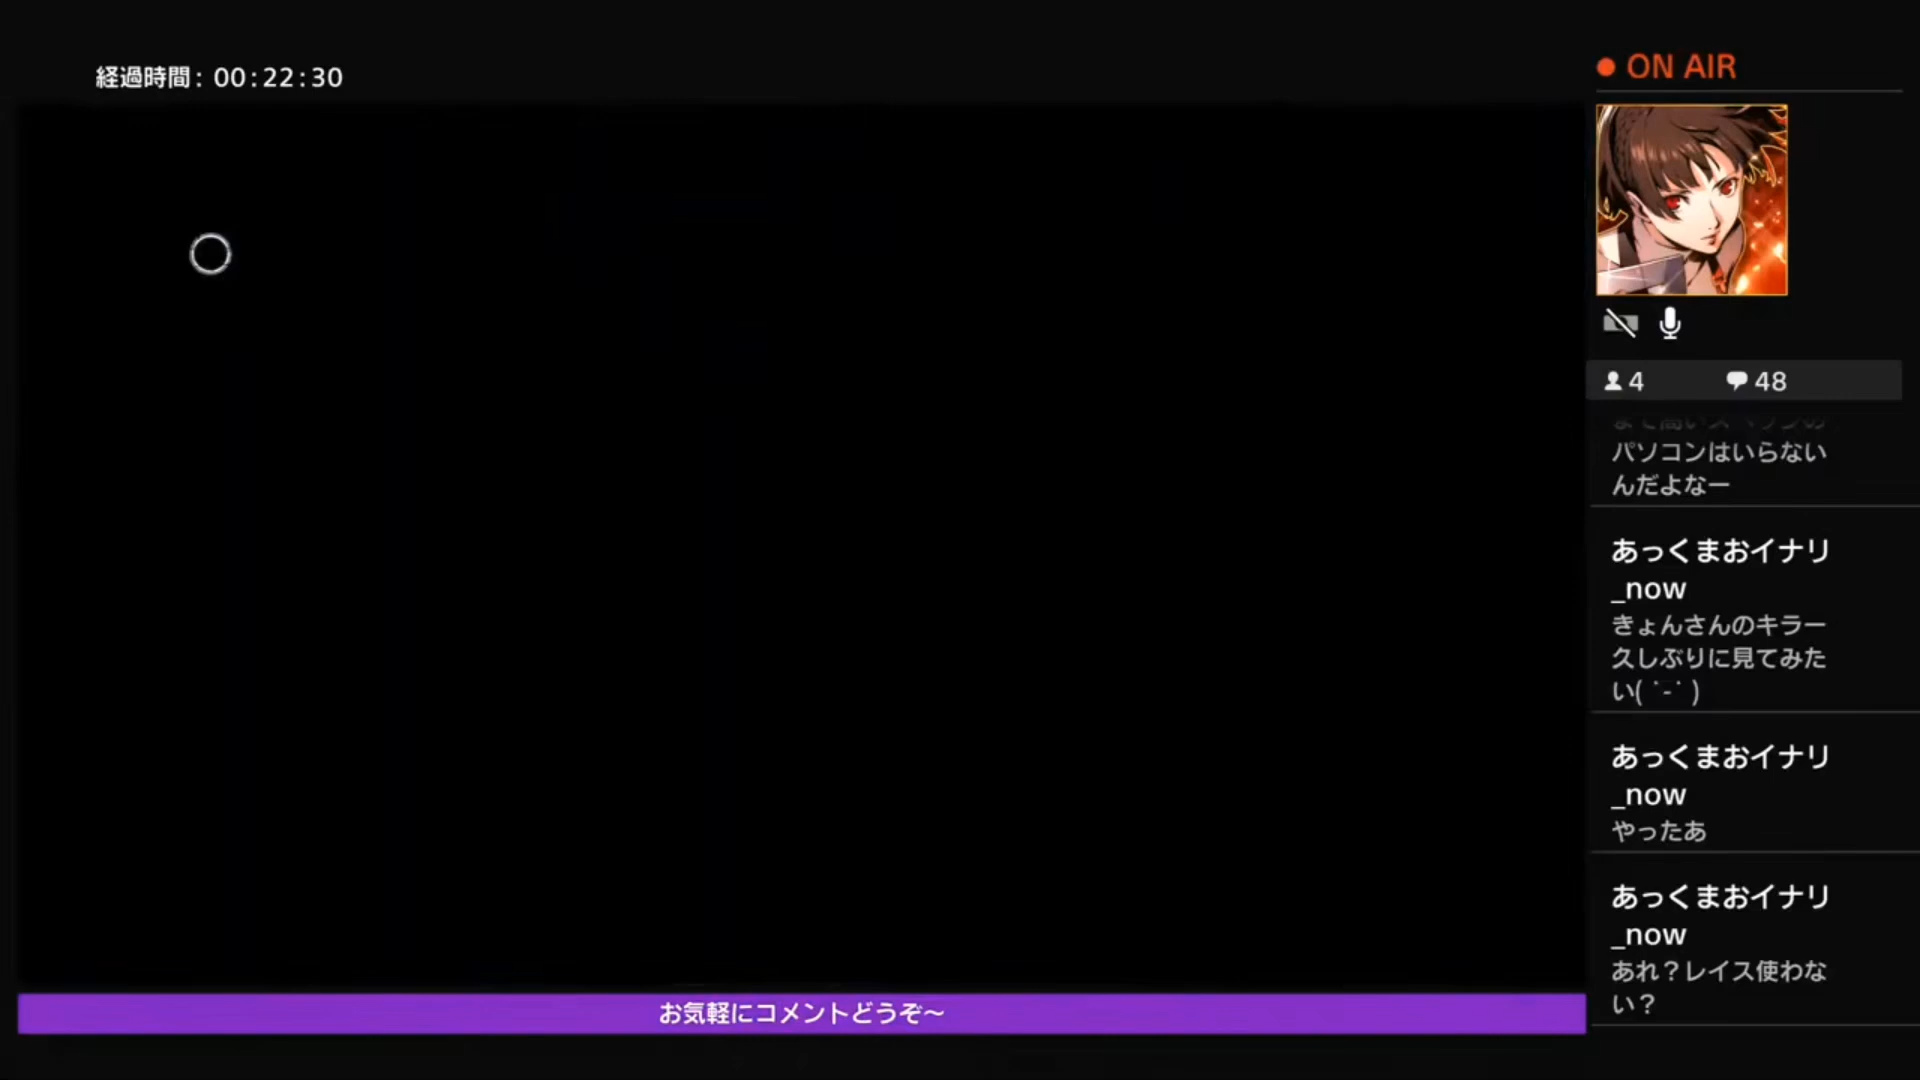 経過時間: 00:22:30
ON AIR
4
48
パソコンはいらない
んだよなー
あっくまおイナリ
_now
きょんさんのキラー
久しぶりに見てみた
い( ˙-˙ )
あっくまおイナリ
_now
やったあ
あっくまおイナリ
_now
あれ？レイス使わな
い？
お気軽にコメントどうぞ〜